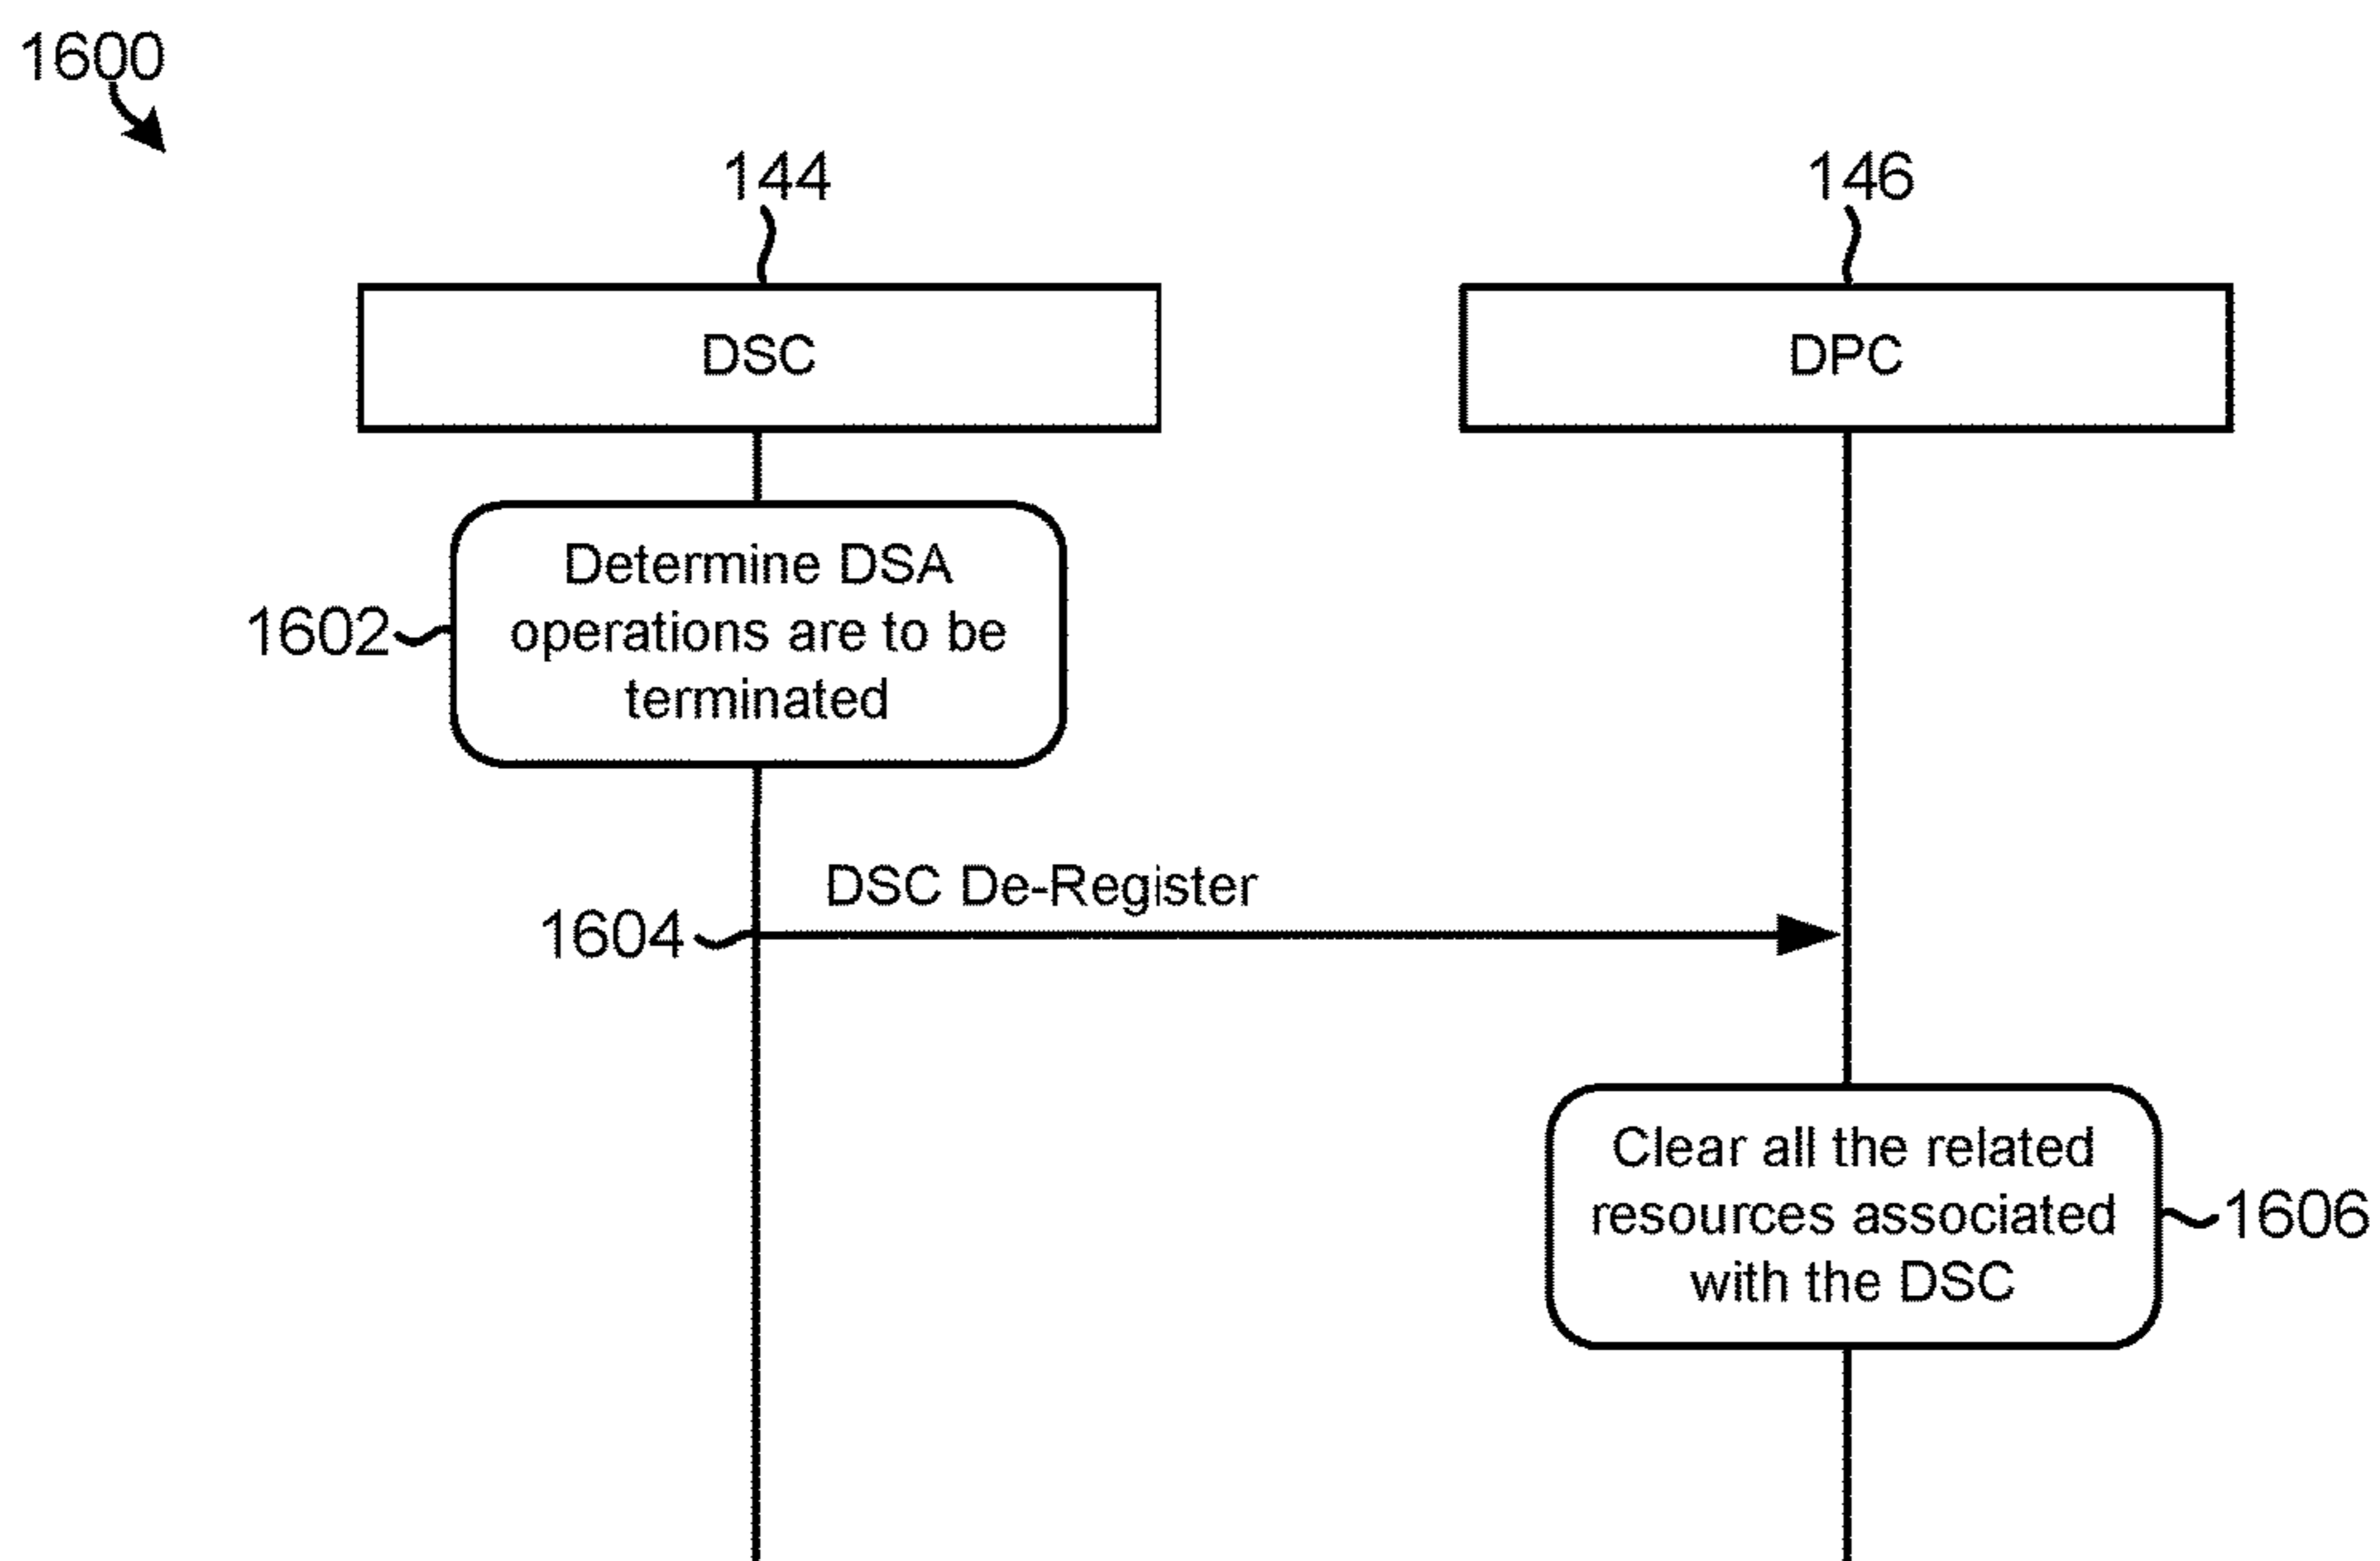 1600
144
146
DSC
DPC
Determine DSA
operations are to be
terminated
1602
DSC De-Register
1604
Clear all the related
resources associated
with the DSC
1606